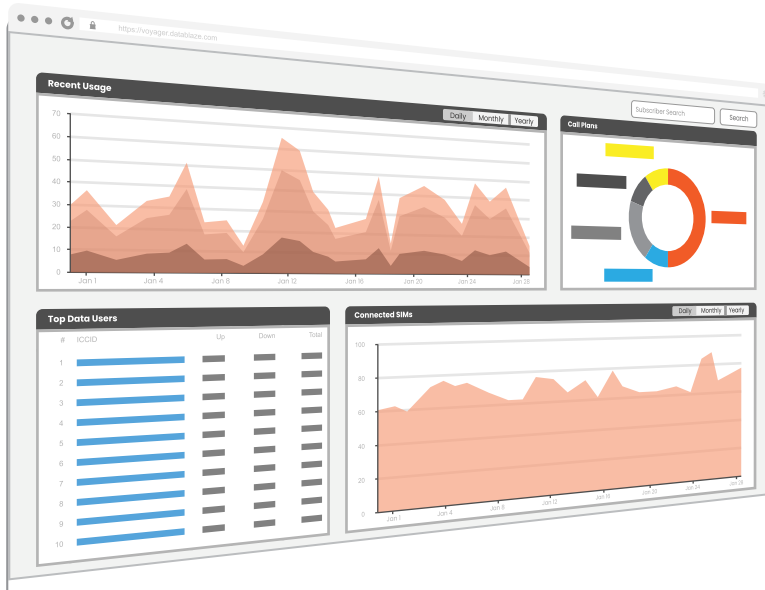 https://voyager.datablaze.com
Subscriber Search
Search
Recent Usage
Daily
Monthly
Yearly
70
60
50
40
30
20
10
0
Jan 1
Jan 4
Jan 8
Jan 12
Jan 16
Jan 20
Jan 24
Jan 28
Call Plans
Top Data Users
# ICCID Up Down Total
1
2
3
4
5
6
7
8
9
10
Connected SIMs
Daily
Monthly
Yearly
100
80
60
40
20
0
Jan 1
Jan 4
Jan 8
Jan 12
Jan 16
Jan 20
Jan 24
Jan 28